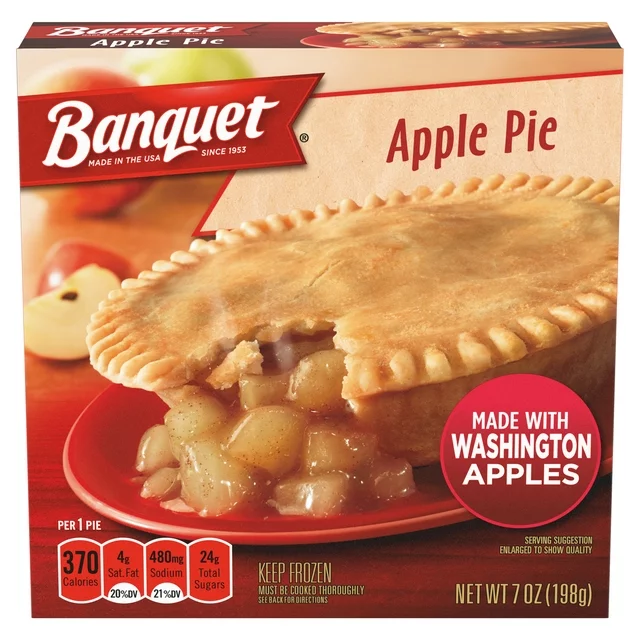 Banquet
Apple Pie
Banquet®
MADE IN THE USA SINCE 1953
Apple Pie
MADE WITH
WASHINGTON
APPLES
PER 1 PIE
370 Calories
4g Sat. Fat 20%DV
480mg Sodium 21%DV
24g Total Sugars
KEEP FROZEN
MUST BE COOKED THOROUGHLY
SEE BACK FOR DIRECTIONS
SERVING SUGGESTION
ENLARGED TO SHOW QUALITY
NET WT 7 OZ (198g)